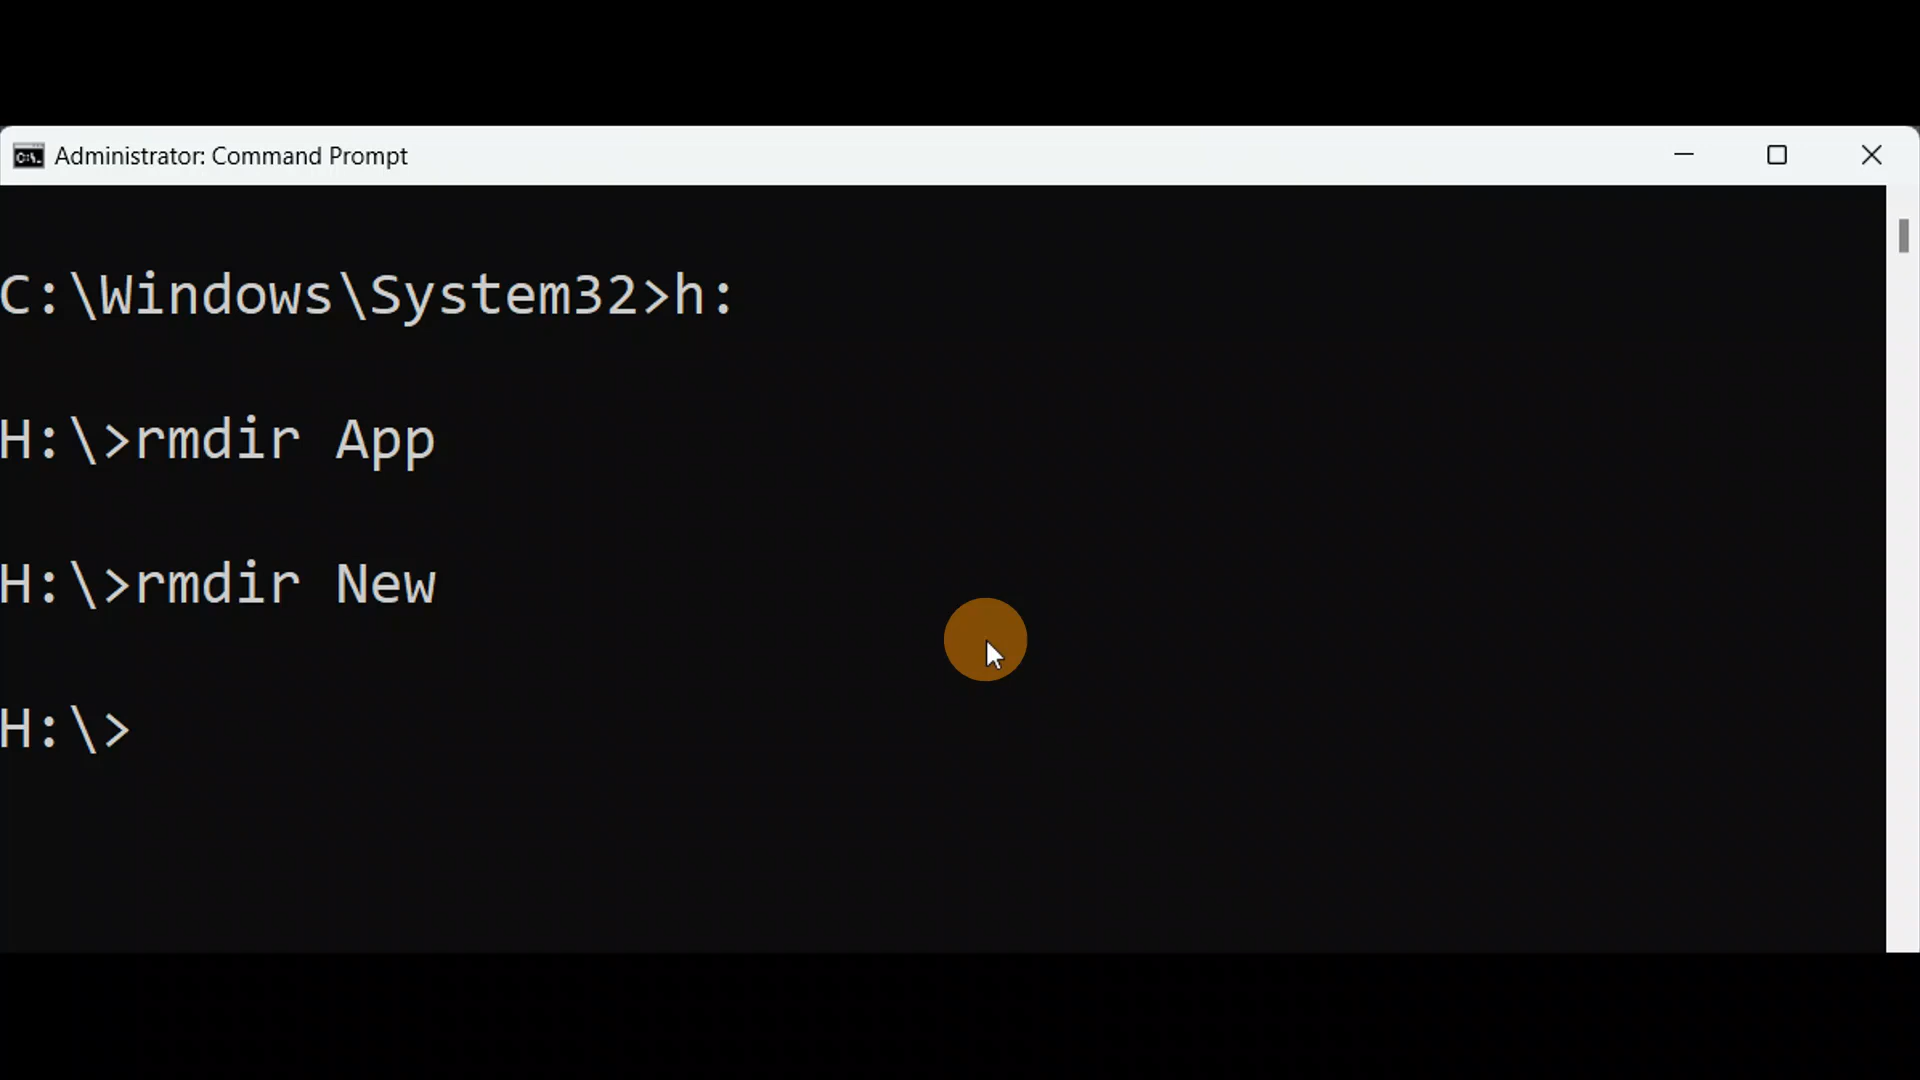 Administrator: Command Prompt
C:\Windows\System32>h:
H:\>rmdir App
H:\>rmdir New
H:\>